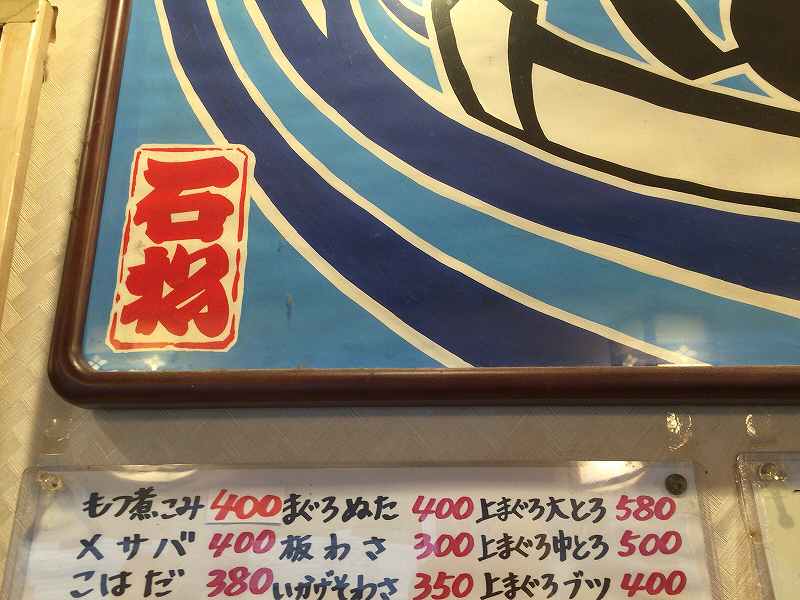 もつ煮こみ 400 まぐろぬた 400 上まぐろ大とろ 580
〆サバ 400 板わさ 300 上まぐろ中とろ 500
こはだ 380 いかげそわさ 350 上まぐろブツ 400